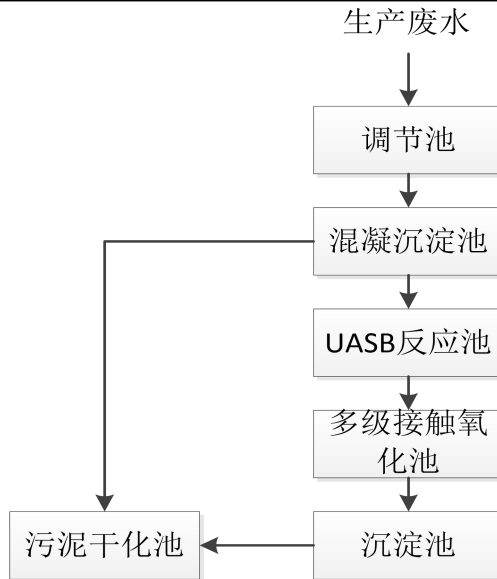 生产废水
调节池
混凝沉淀池
UASB反应池
多级接触氧
化池
污泥干化池
沉淀池